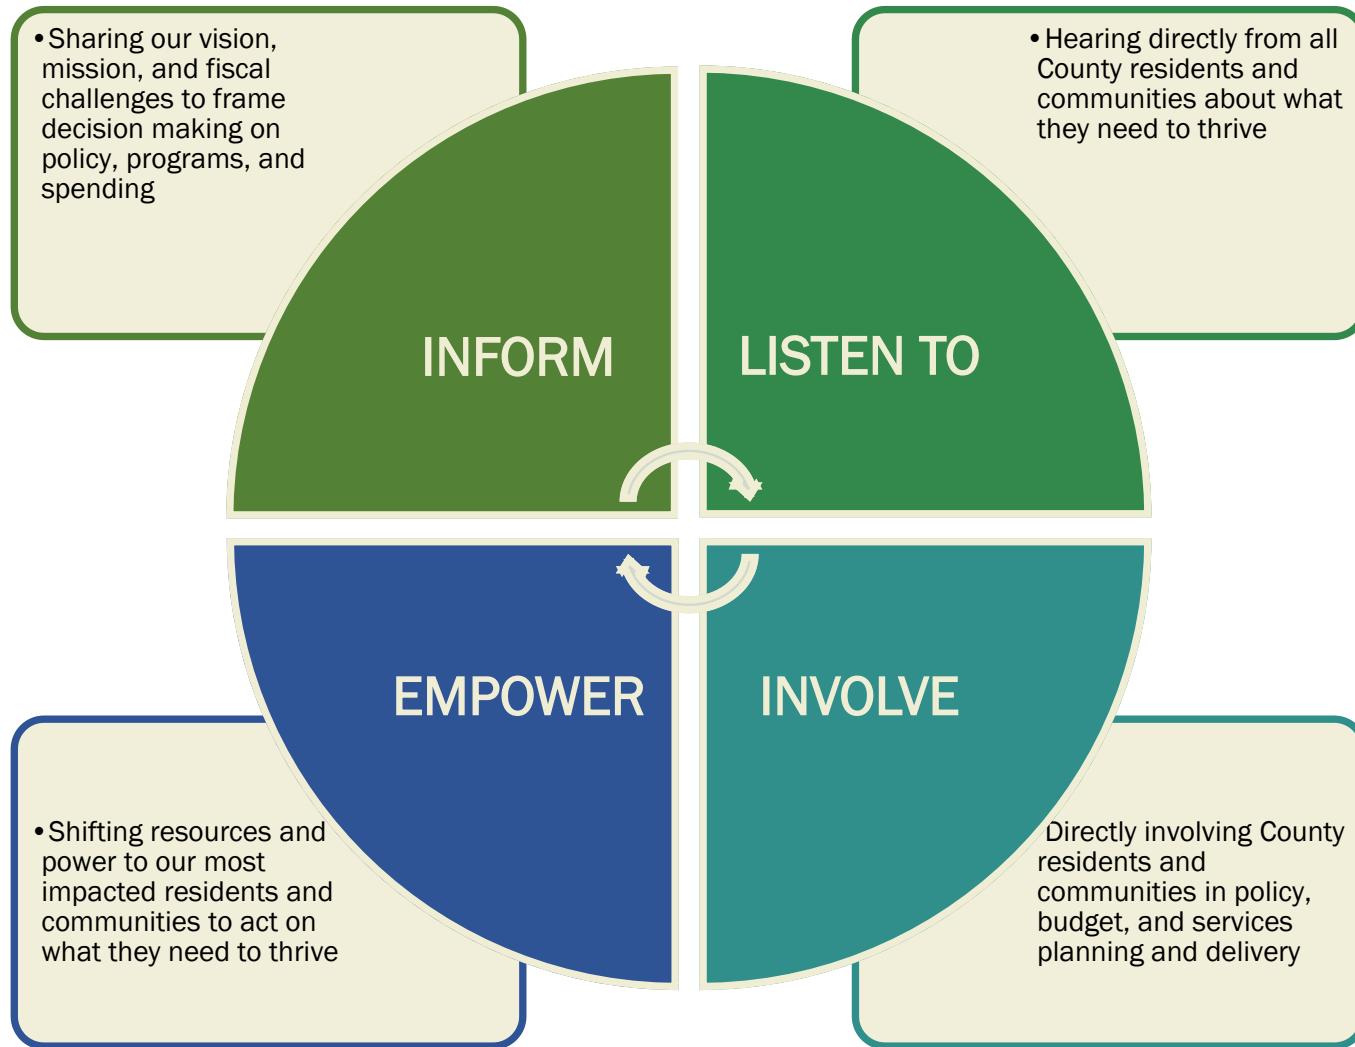 •Sharing our vision,
mission, and fiscal
challenges to frame
decision making on
policy, programs, and
spending
•Hearing directly from all
County residents and
communities about what
they need to thrive
INFORM
LISTEN TO
EMPOWER
INVOLVE
•Shifting resources and
power to our most
impacted residents and
communities to act on
what they need to thrive
Directly involving County
residents and
communities in policy,
budget, and services
planning and delivery